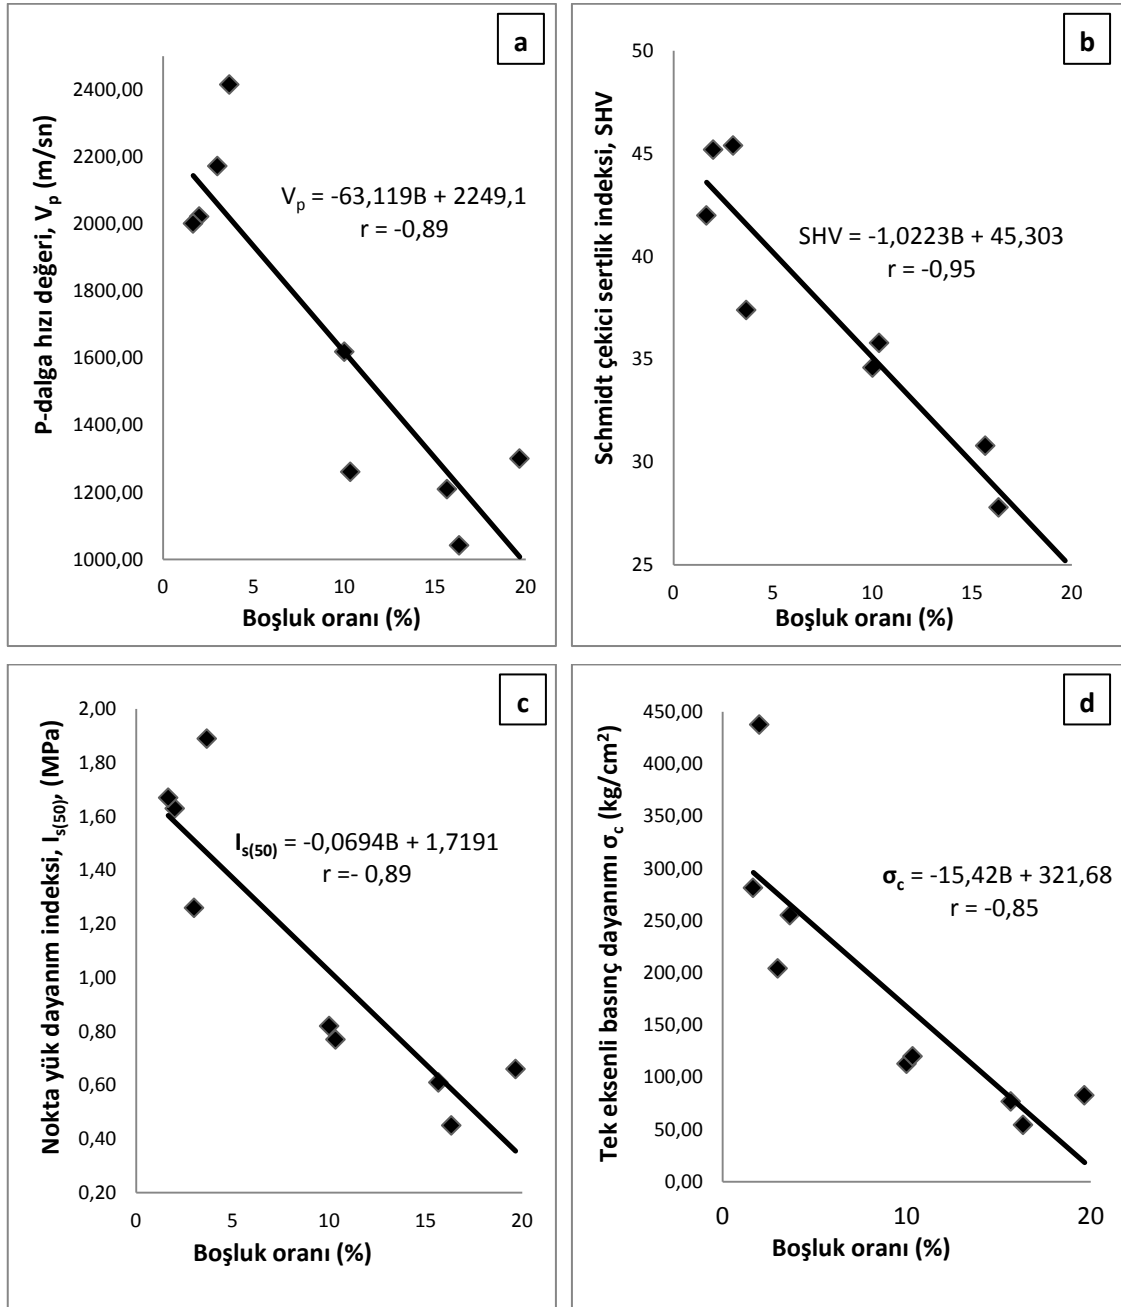 a
P-dalga hızı değeri, Vp (m/sn)
2400,00
2200,00
2000,00
1800,00
1600,00
1400,00
1200,00
1000,00
Vp = -63,119B + 2249,1
r = -0,89
0 5 10 15 20
Boşluk oranı (%)
b
Schmidt çekici sertlik indeksi, SHV
50
45
40
35
30
25
SHV = -1,0223B + 45,303
r = -0,95
0 5 10 15 20
Boşluk oranı (%)
c
Nokta yük dayanım indeksi, Is(50), (MPa)
2,00
1,80
1,60
1,40
1,20
1,00
0,80
0,60
0,40
0,20
Is(50) = -0,0694B + 1,7191
r =- 0,89
0 5 10 15 20
Boşluk oranı (%)
d
Tek eksenli basınç dayanımı σc (kg/cm²)
450,00
400,00
350,00
300,00
250,00
200,00
150,00
100,00
50,00
0,00
σc = -15,42B + 321,68
r = -0,85
0 10 20
Boşluk oranı (%)